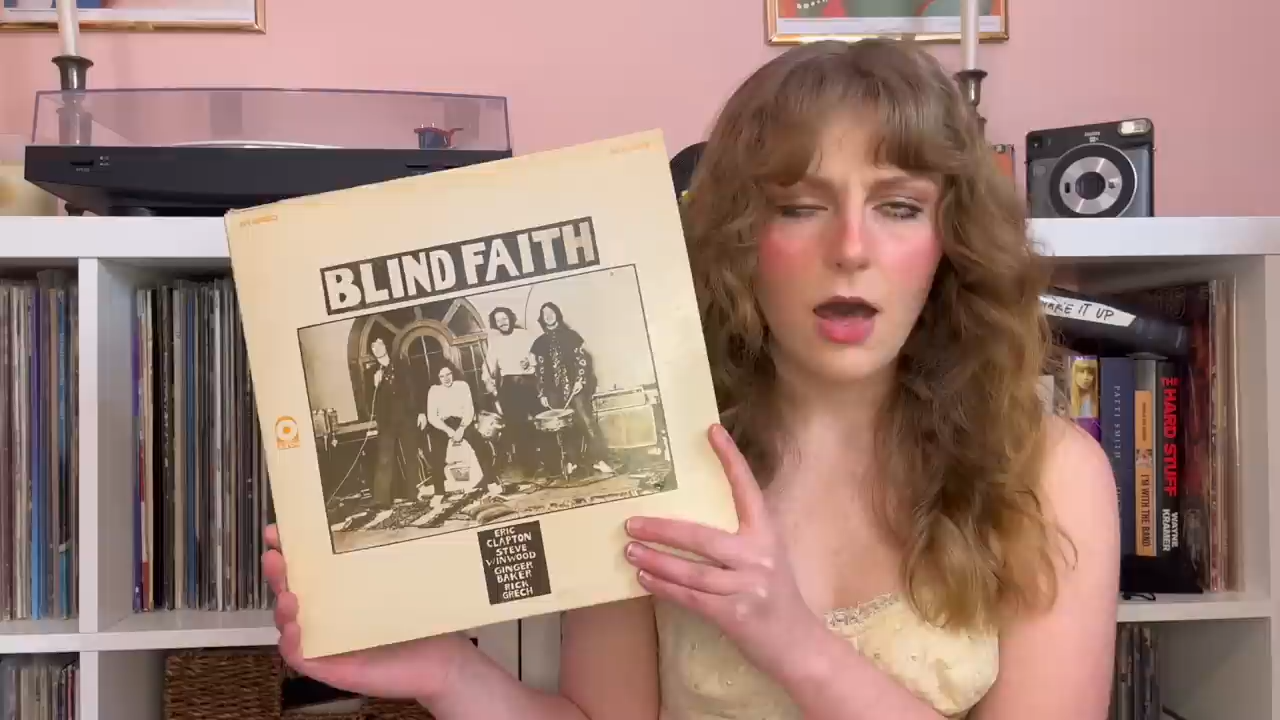 BLIND FAITH
ERIC
CLAPTON
STEVE
WINWOOD
GINGER
BAKER
RICK
GRECH
MAKE IT UP
PATTI SMITH
I'M WITH THE BAND
THE HARD STUFF
WAYNE
KRAMER